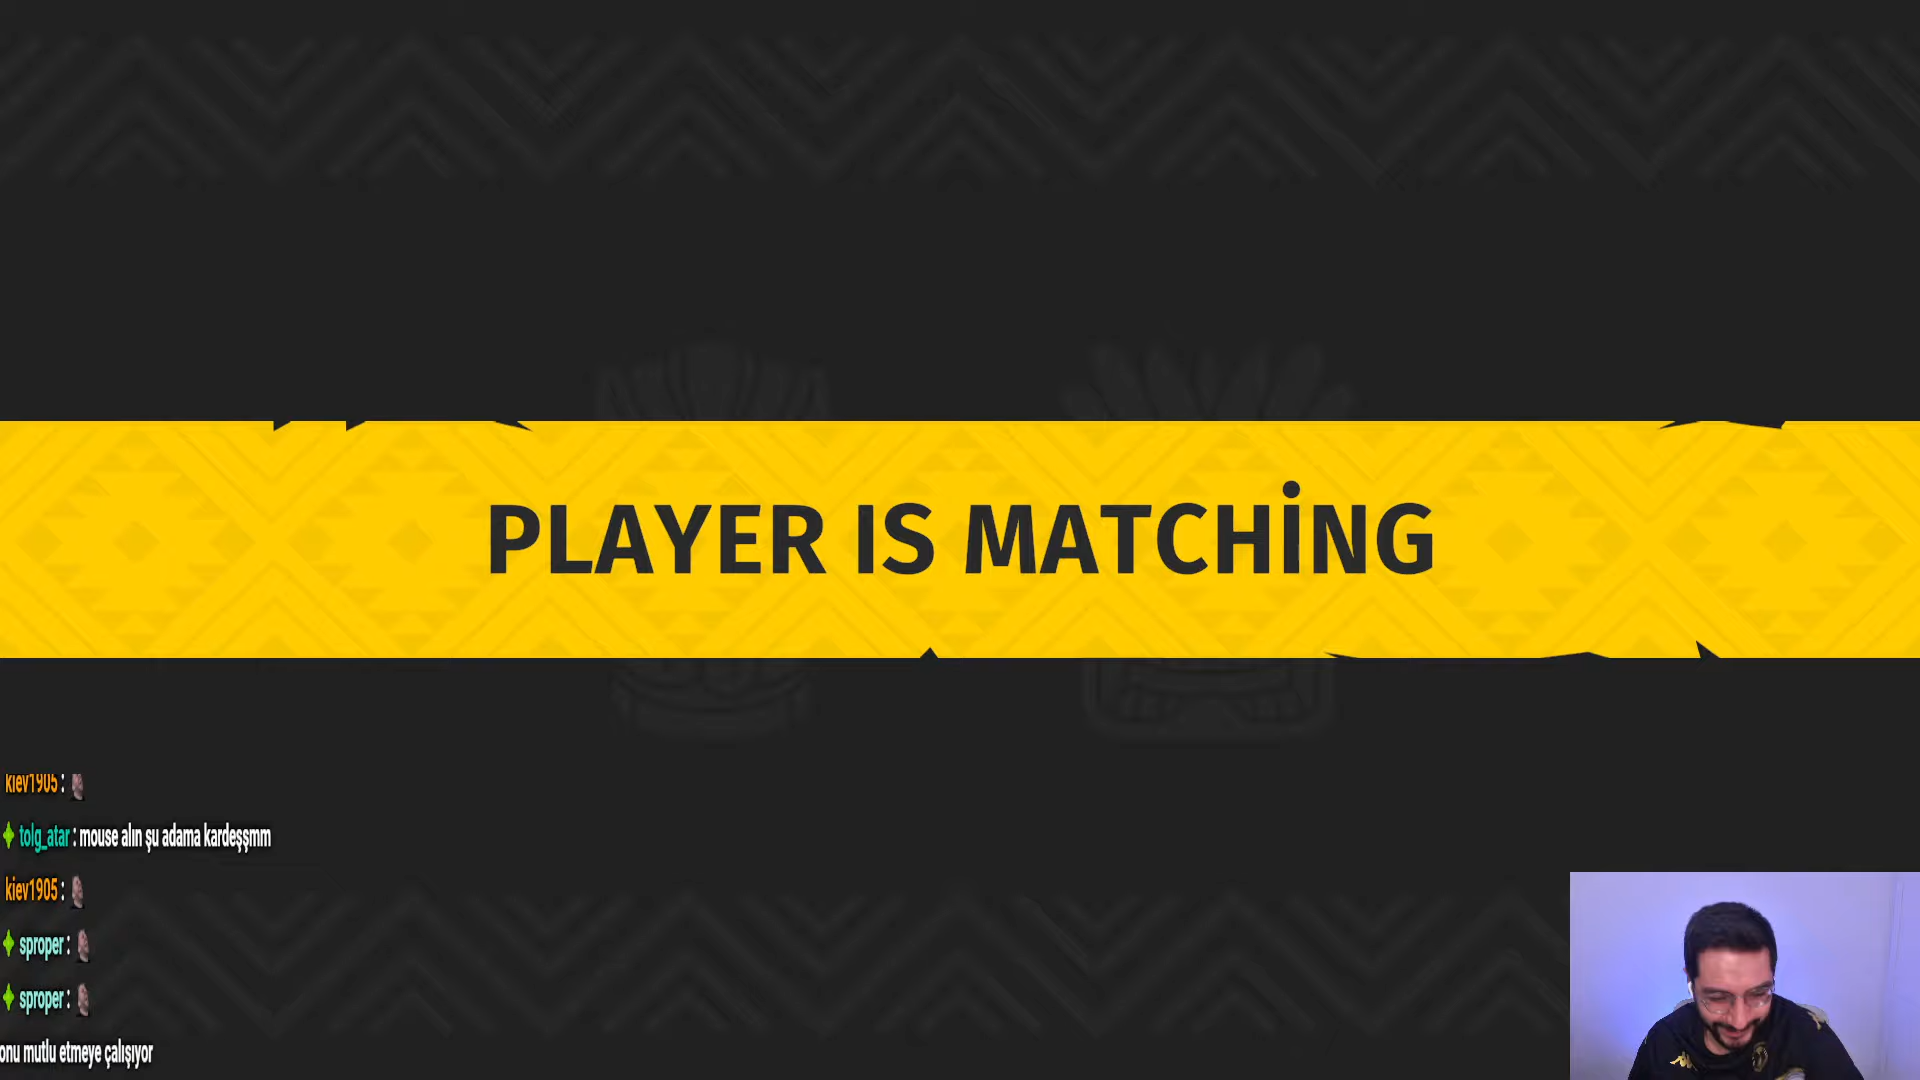 PLAYER IS MATCHİNG
kiev1905:
tolg_atar: mouse alın şu adama kardeşşmm
kiev1905:
sproper:
sproper:
onu mutlu etmeye çalışıyor